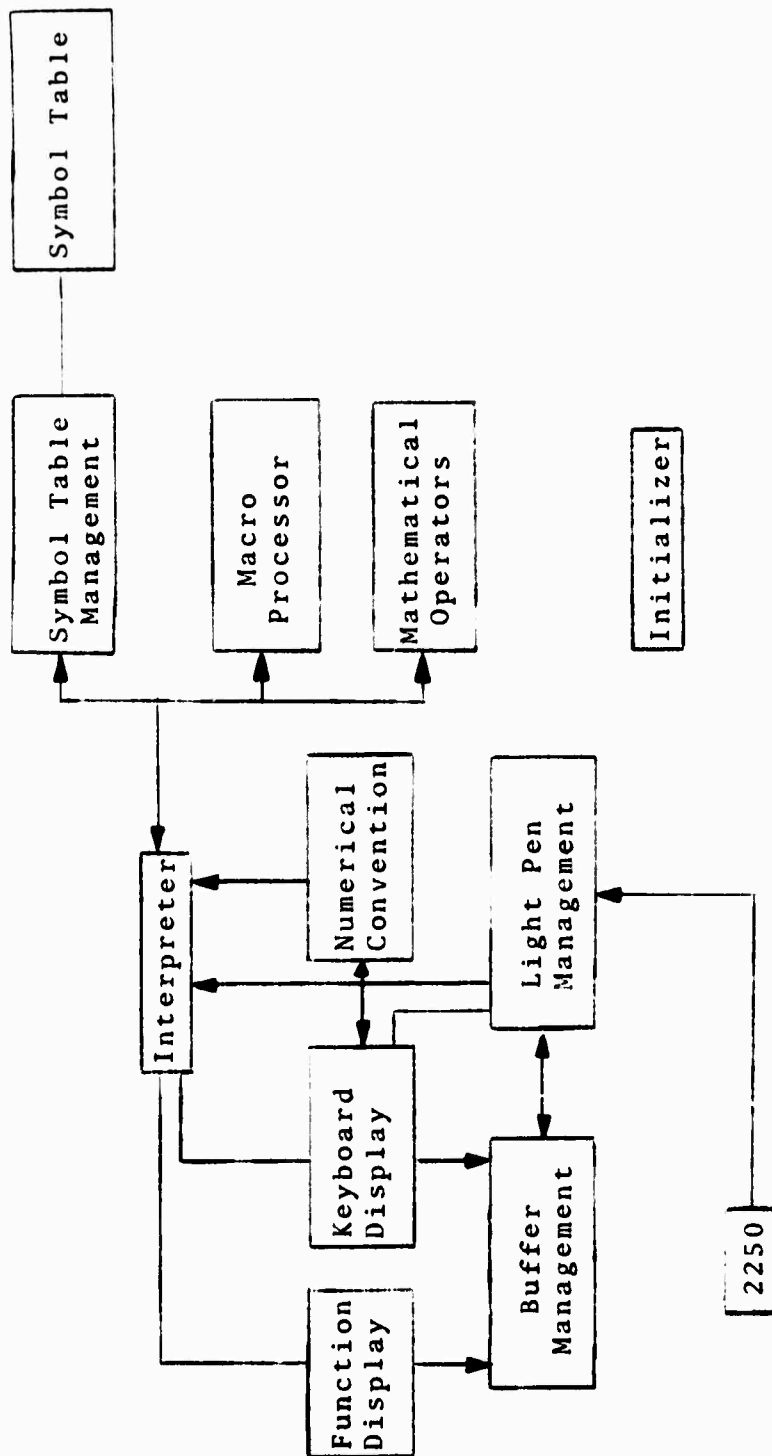 Symbol Table
Symbol Table
Management
Macro
Processor
Mathematical
Operators
Initializer
Interpreter
Numerical
Convention
Light Pen
Management
Keyboard
Display
Function
Display
Buffer
Management
2250